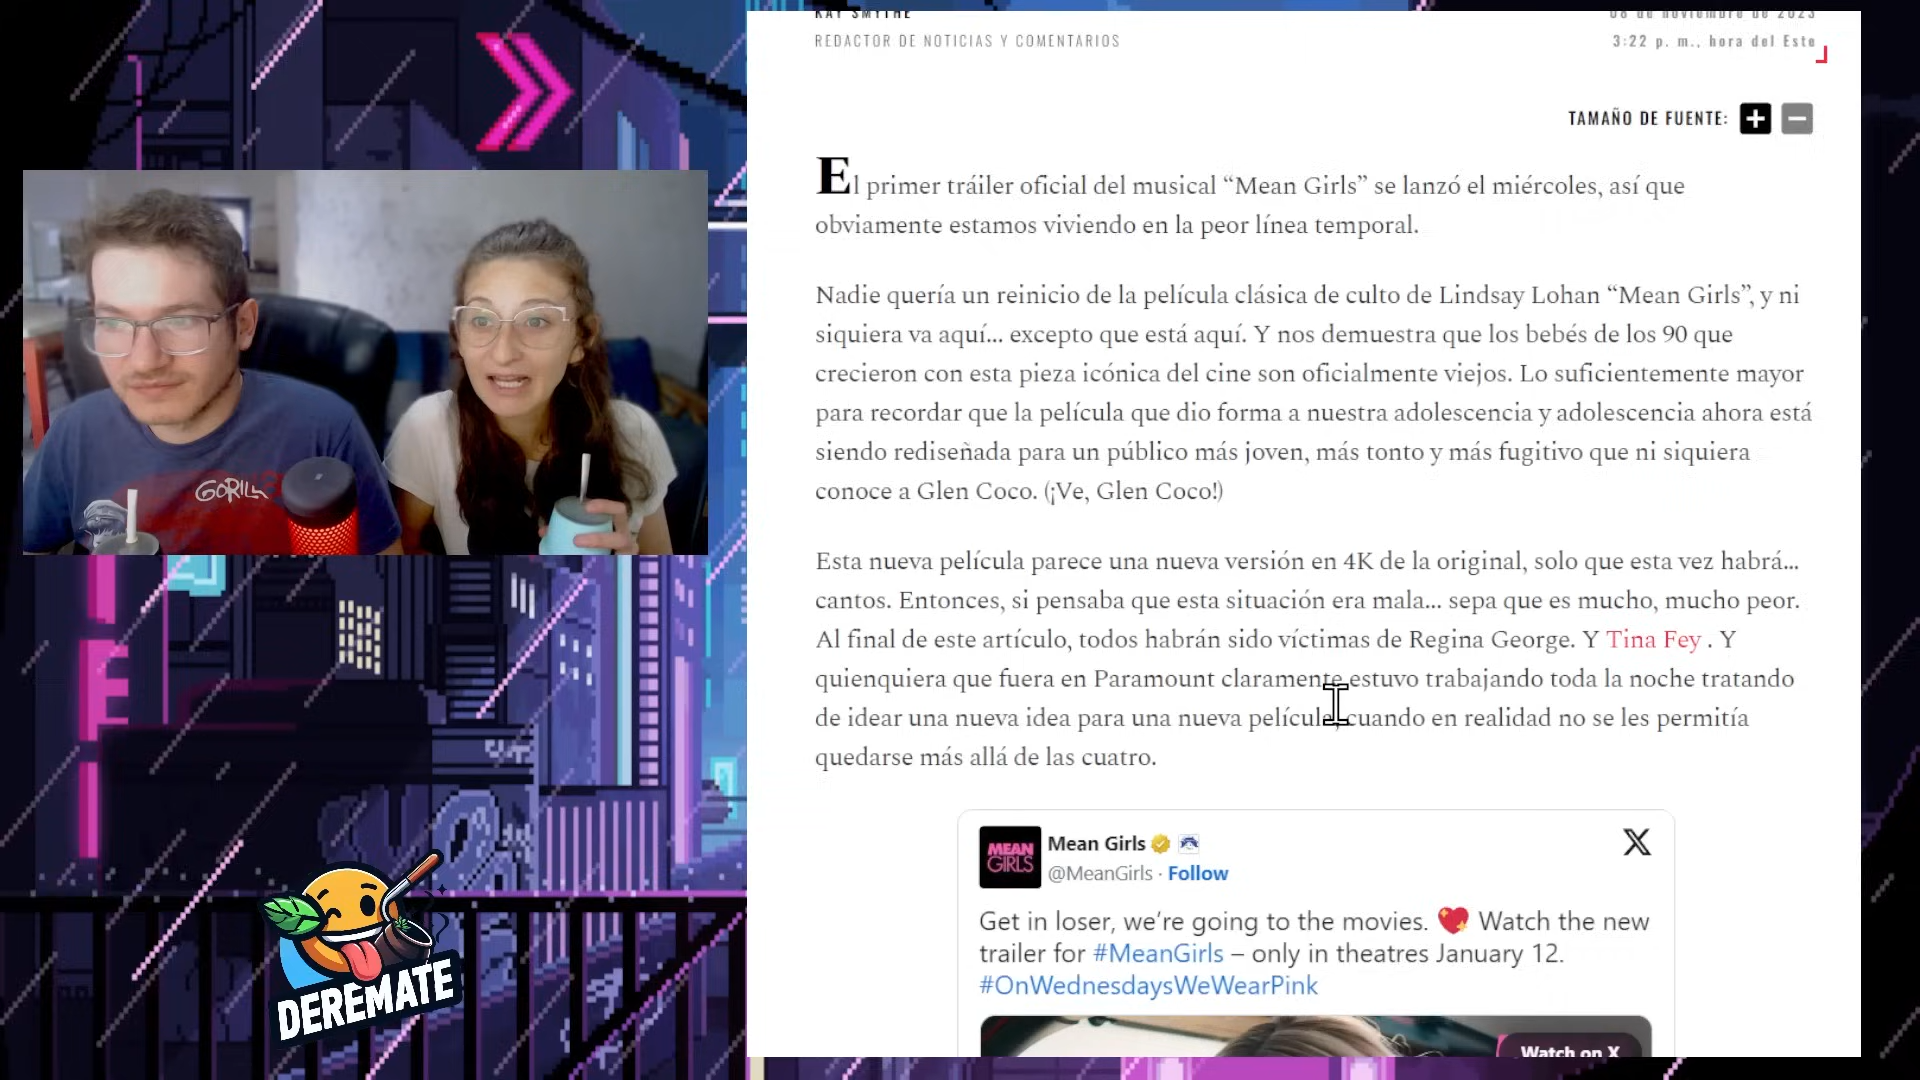 KAY SMYTHE
REDACTOR DE NOTICIAS Y COMENTARIOS
08 de noviembre de 2023
3:22 p. m., hora del Este
TAMAÑO DE FUENTE:
El primer tráiler oficial del musical “Mean Girls” se lanzó el miércoles, así que
obviamente estamos viviendo en la peor línea temporal.
Nadie quería un reinicio de la película clásica de culto de Lindsay Lohan “Mean Girls”, y ni
siquiera va aquí... excepto que está aquí. Y nos demuestra que los bebés de los 90 que
crecieron con esta pieza icónica del cine son oficialmente viejos. Lo suficientemente mayor
para recordar que la película que dio forma a nuestra adolescencia y adolescencia ahora está
siendo rediseñada para un público más joven, más tonto y más fugitivo que ni siquiera
conoce a Glen Coco. (¡Ve, Glen Coco!)
Esta nueva película parece una nueva versión en 4K de la original, solo que esta vez habrá...
cantos. Entonces, si pensaba que esta situación era mala... sepa que es mucho, mucho peor.
Al final de este artículo, todos habrán sido víctimas de Regina George. Y Tina Fey . Y
quienquiera que fuera en Paramount claramente estuvo trabajando toda la noche tratando
de idear una nueva idea para una nueva película, cuando en realidad no se les permitía
quedarse más allá de las cuatro.
MEAN GIRLS
Mean Girls
@MeanGirls · Follow
Get in loser, we’re going to the movies. 💖 Watch the new
trailer for #MeanGirls – only in theatres January 12.
#OnWednesdaysWeWearPink
Watch on X
DEREMATE